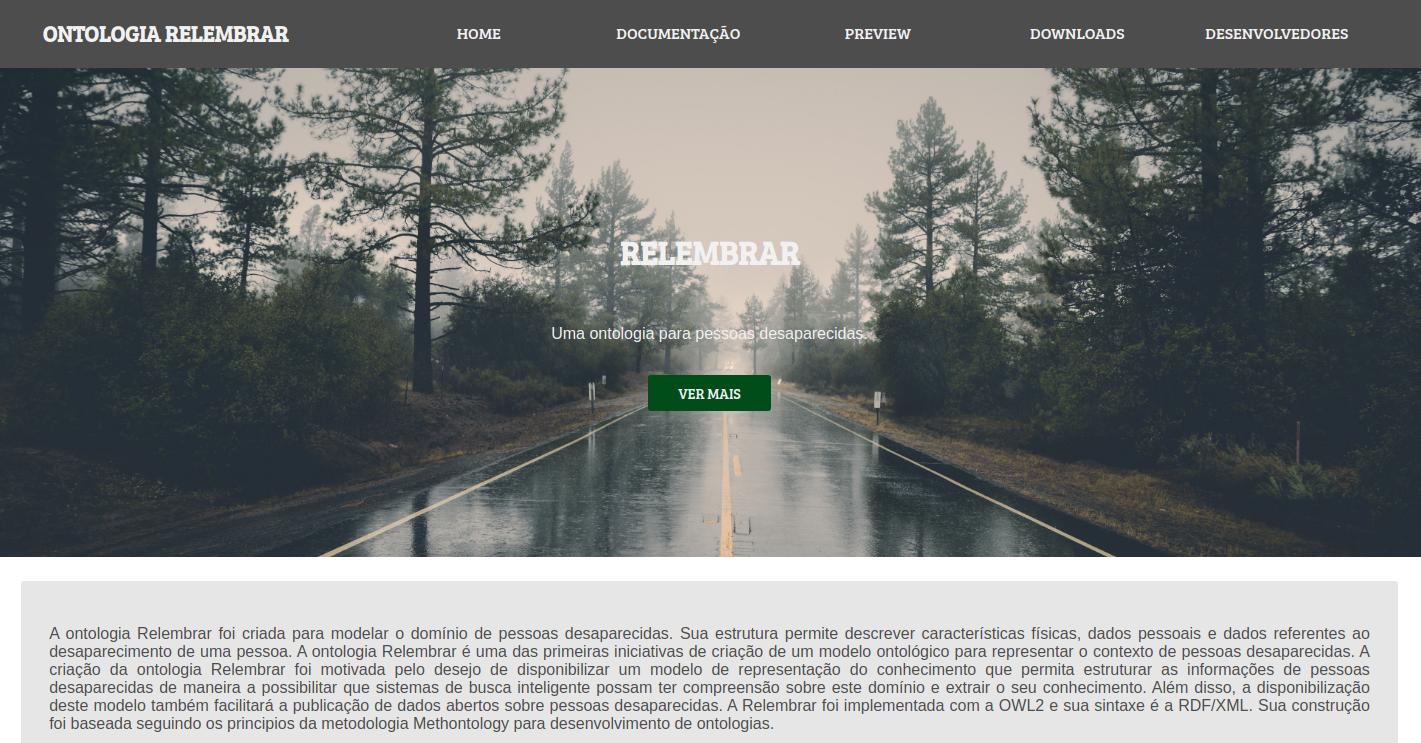 ONTOLOGIA RELEMBRAR HOME DOCUMENTAÇÃO PREVIEW DOWNLOADS DESENVOLVEDORES
RELEMBRAR
Uma ontologia para pessoas desaparecidas.
VER MAIS
A ontologia Relembrar foi criada para modelar o domínio de pessoas desaparecidas. Sua estrutura permite descrever características físicas, dados pessoais e dados referentes ao
desaparecimento de uma pessoa. A ontologia Relembrar é uma das primeiras iniciativas de criação de um modelo ontológico para representar o contexto de pessoas desaparecidas. A
criação da ontologia Relembrar foi motivada pelo desejo de disponibilizar um modelo de representação do conhecimento que permita estruturar as informações de pessoas
desaparecidas de maneira a possibilitar que sistemas de busca inteligente possam ter compreensão sobre este domínio e extrair o seu conhecimento. Além disso, a disponibilização
deste modelo também facilitará a publicação de dados abertos sobre pessoas desaparecidas. A Relembrar foi implementada com a OWL2 e sua sintaxe é a RDF/XML. Sua construção
foi baseada seguindo os principios da metodologia Methontology para desenvolvimento de ontologias.